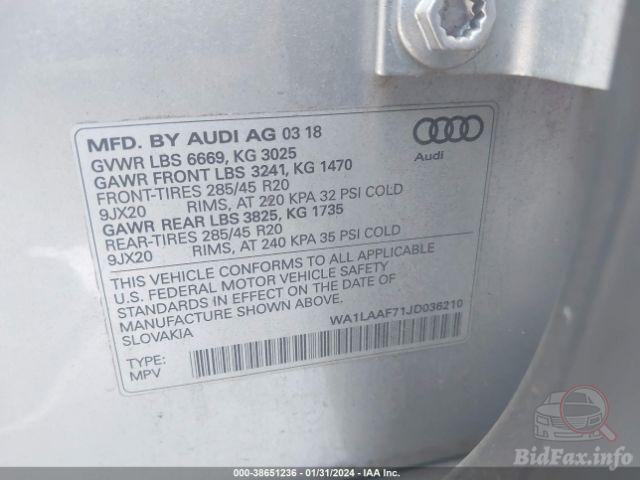 MFD. BY AUDI AG 03 18
GVWR LBS 6669, KG 3025
GAWR FRONT LBS 3241, KG 1470
FRONT-TIRES 285/45 R20
9JX20 RIMS, AT 220 KPA 32 PSI COLD
GAWR REAR LBS 3825, KG 1735
REAR-TIRES 285/45 R20
9JX20 RIMS, AT 240 KPA 35 PSI COLD
Audi
THIS VEHICLE CONFORMS TO ALL APPLICABLE
U.S. FEDERAL MOTOR VEHICLE SAFETY
STANDARDS IN EFFECT ON THE DATE OF
MANUFACTURE SHOWN ABOVE.
SLOVAKIA
WA1LAAF71JD036210
TYPE:
MPV
BidFax.info
000-38651236 - 01/31/2024 - IAA Inc.